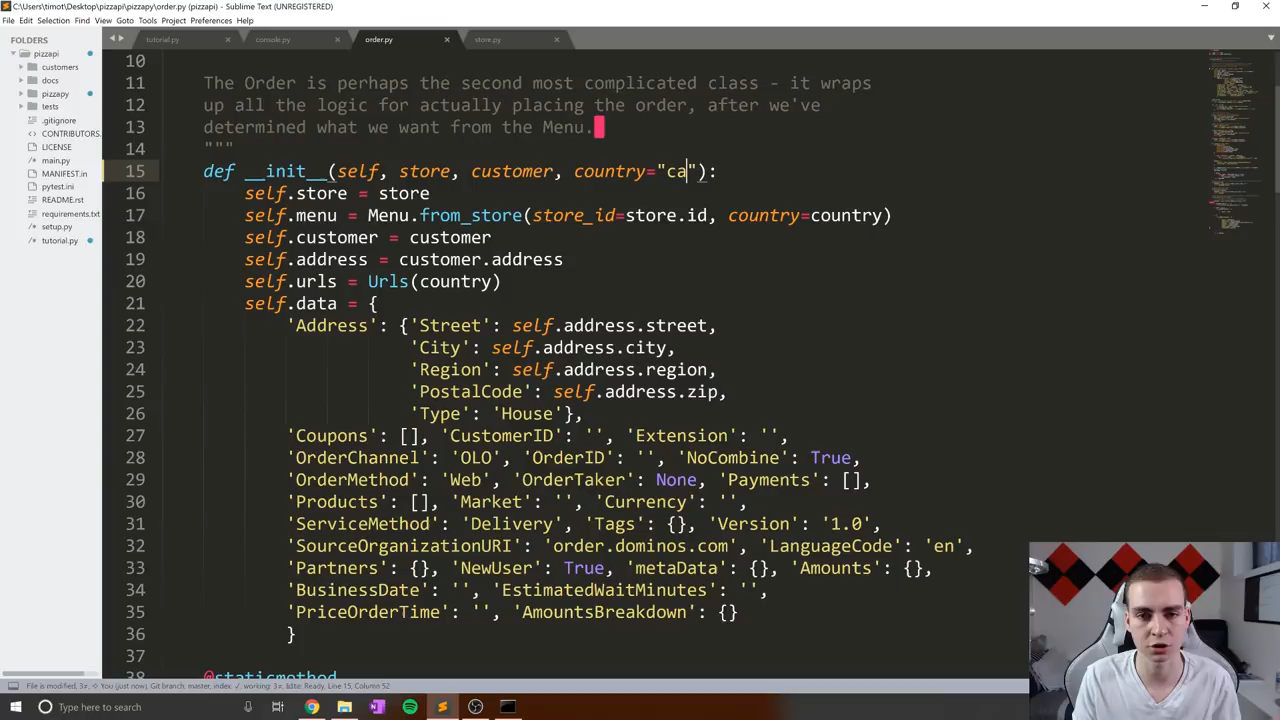 C:\Users\timot\Desktop\pizzapi\pizzapy\order.py (pizzapi) - Sublime Text (UNREGISTERED)
File Edit Selection Find View Goto Tools Project Preferences Help
FOLDERS
pizzapi
customers
docs
pizzapy
tests
.gitignore
CONTRIBUTORS.
LICENSE
main.py
MANIFEST.in
pytest.ini
README.rst
requirements.txt
setup.py
tutorial.py
tutorial.py × console.py × order.py × store.py ×
10
11 The Order is perhaps the second most complicated class - it wraps
12 up all the logic for actually placing the order, after we've
13 determined what we want from the Menu.
14 """
15 def __init__(self, store, customer, country="ca"):
16 self.store = store
17 self.menu = Menu.from_store(store_id=store.id, country=country)
18 self.customer = customer
19 self.address = customer.address
20 self.urls = Urls(country)
21 self.data = {
22 'Address': {'Street': self.address.street,
23 'City': self.address.city,
24 'Region': self.address.region,
25 'PostalCode': self.address.zip,
26 'Type': 'House'},
27 'Coupons': [], 'CustomerID': '', 'Extension': '',
28 'OrderChannel': 'OLO', 'OrderID': '', 'NoCombine': True,
29 'OrderMethod': 'Web', 'OrderTaker': None, 'Payments': [],
30 'Products': [], 'Market': '', 'Currency': '',
31 'ServiceMethod': 'Delivery', 'Tags': {}, 'Version': '1.0',
32 'SourceOrganizationURI': 'order.dominos.com', 'LanguageCode': 'en',
33 'Partners': {}, 'NewUser': True, 'metaData': {}, 'Amounts': {},
34 'BusinessDate': '', 'EstimatedWaitMinutes': '',
35 'PriceOrderTime': '', 'AmountsBreakdown': {}
36 }
37
38 @staticmethod
Type here to search